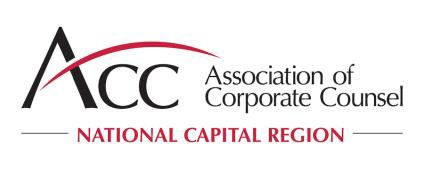 ACC Association of
Corporate Counsel
NATIONAL CAPITAL REGION